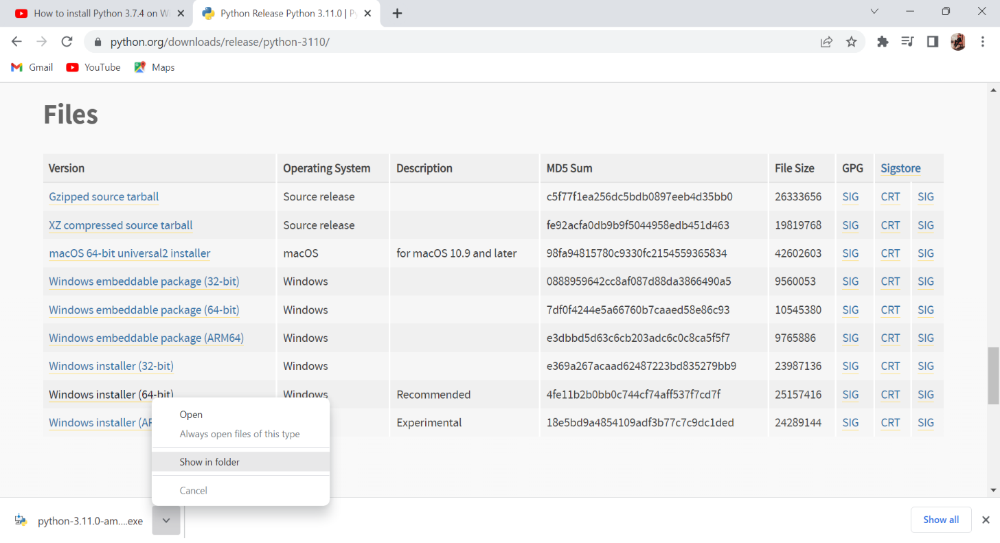 How to install Python 3.7.4 on Wi
Python Release Python 3.11.0 | Py
python.org/downloads/release/python-3110/
Gmail YouTube Maps
Files
Version Operating System Description MD5 Sum File Size GPG Sigstore
Gzipped source tarball Source release c5f77f1ea256dc5bdb0897eeb4d35bb0 26333656 SIG CRT SIG
XZ compressed source tarball Source release fe92acfa0db9b9f5044958edb451d463 19819768 SIG CRT SIG
macOS 64-bit universal2 installer macOS for macOS 10.9 and later 98fa94815780c9330fc2154559365834 42602603 SIG CRT SIG
Windows embeddable package (32-bit) Windows 0888959642cc8af087d88da3866490a5 9560053 SIG CRT SIG
Windows embeddable package (64-bit) Windows 7df0f4244e5a66760b7caaed58e86c93 10545380 SIG CRT SIG
Windows embeddable package (ARM64) Windows e3dbbd5d63c6cb203adc6c0c8ca5f5f7 9765886 SIG CRT SIG
Windows installer (32-bit) Windows e369a267acaad62487223bd835279bb9 23987136 SIG CRT SIG
Windows installer (64-bit) Windows Recommended 4fe11b2b0bb0c744cf74aff537f7cd7f 25157416 SIG CRT SIG
Windows installer (AR Experimental 18e5bd9a4854109adf3b77c7c9dc1ded 24289144 SIG CRT SIG
Open
Always open files of this type
Show in folder
Cancel
python-3.11.0-am....exe
Show all